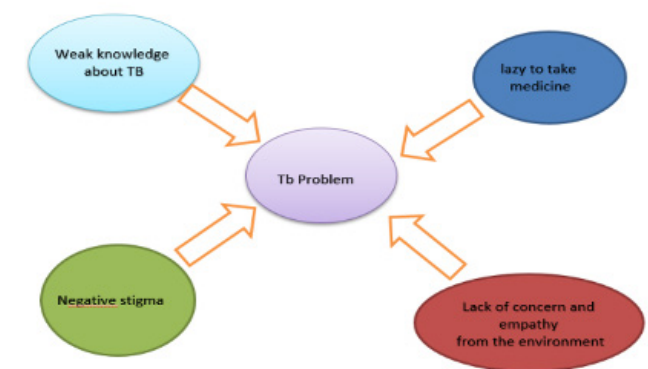 Weak knowledge
about TB
lazy to take
medicine
Tb Problem
Negative stigma
Lack of concern and
empathy
from the environment